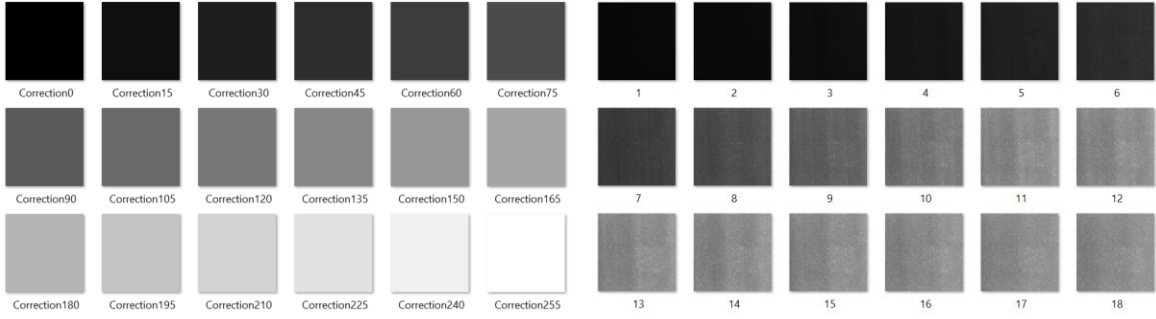 Correction0 Correction15 Correction30 Correction45 Correction60 Correction75 1 2 3 4 5 6
Correction90 Correction105 Correction120 Correction135 Correction150 Correction165 7 8 9 10 11 12
Correction180 Correction195 Correction210 Correction225 Correction240 Correction255 13 14 15 16 17 18